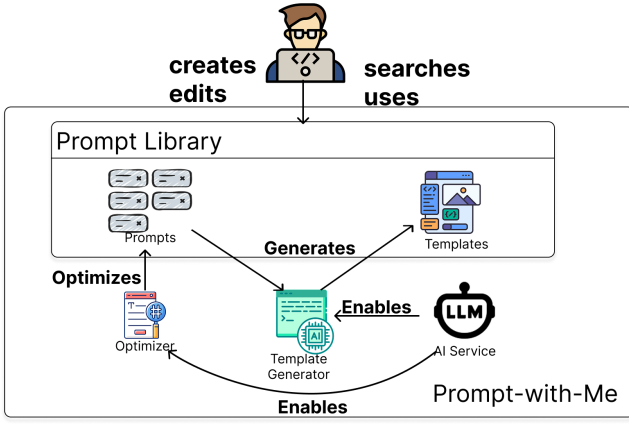 creates
edits
searches
uses
</>
Prompt Library
Prompts
Generates
Templates
Optimizes
Enables
LLM
AI
Optimizer
Template
Generator
AI Service
Enables
Prompt-with-Me